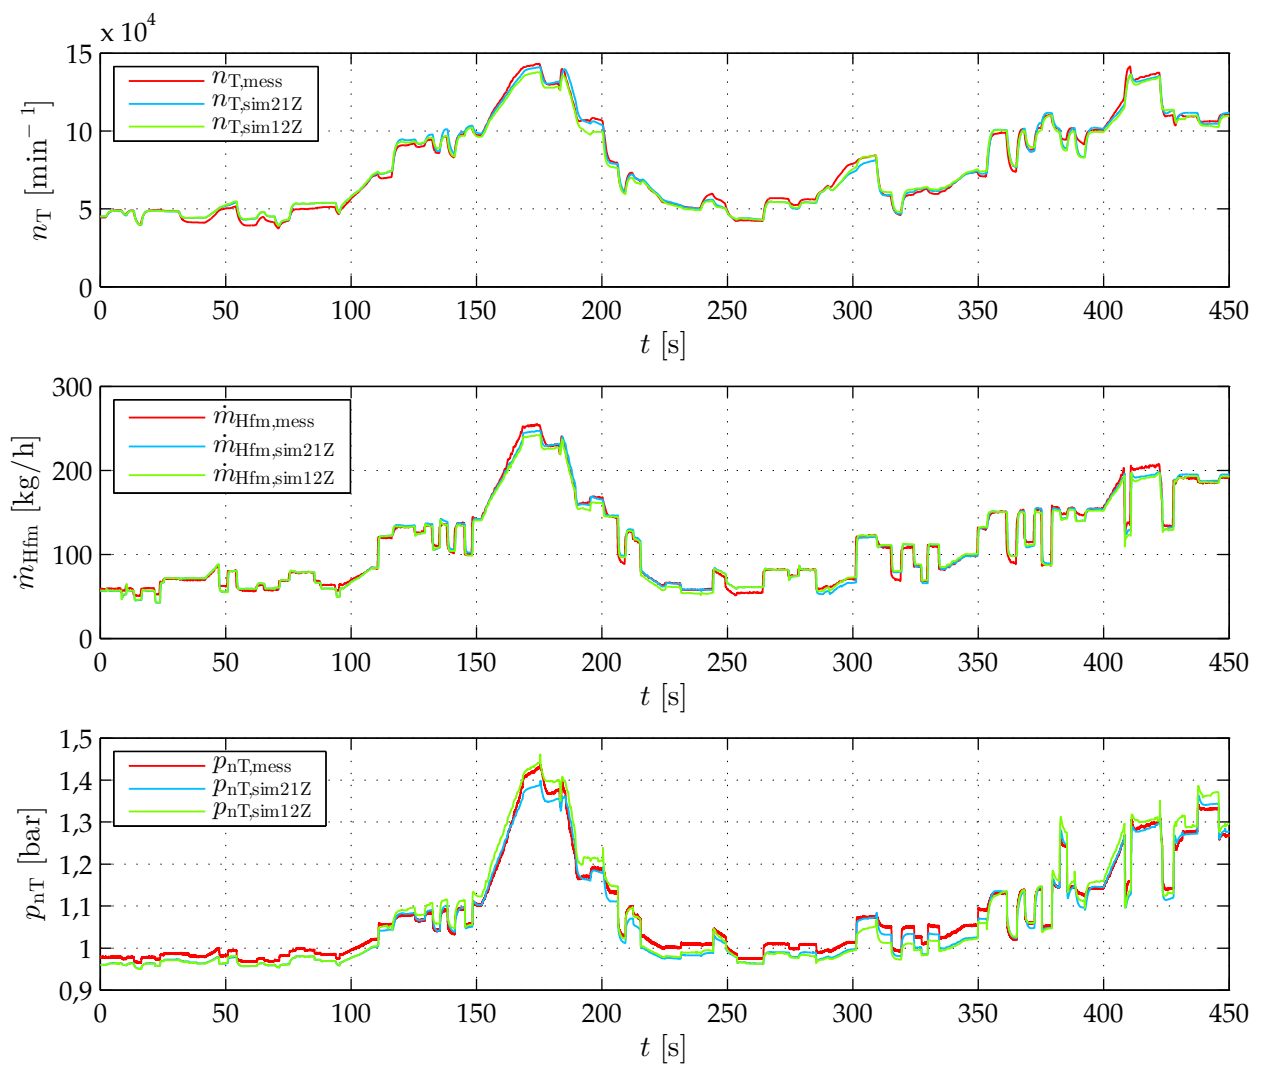 x 10⁴
15
10
5
0
n_T [min⁻¹]
n_T,mess
n_T,sim21Z
n_T,sim12Z
0 50 100 150 200 250 300 350 400 450
t [s]
300
200
100
0
ṁ_Hfm [kg/h]
ṁ_Hfm,mess
ṁ_Hfm,sim21Z
ṁ_Hfm,sim12Z
0 50 100 150 200 250 300 350 400 450
t [s]
1,5
1,4
1,3
1,2
1,1
1
0,9
p_nT [bar]
p_nT,mess
p_nT,sim21Z
p_nT,sim12Z
0 50 100 150 200 250 300 350 400 450
t [s]